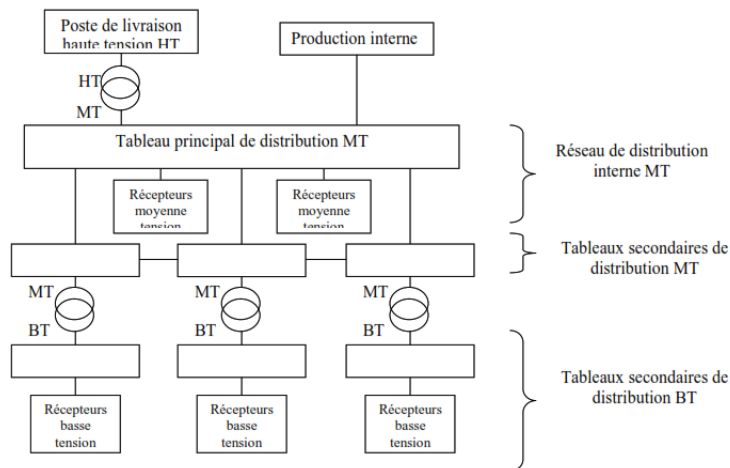 Poste de livraison
haute tension HT
Production interne
HT
MT
Tableau principal de distribution MT
Réseau de distribution
interne MT
Récepteurs
moyenne
tension
Récepteurs
moyenne
tension
Tableaux secondaires de
distribution MT
MT
MT
MT
BT
BT
BT
Tableaux secondaires de
distribution BT
Récepteurs
basse
tension
Récepteurs
basse
tension
Récepteurs
basse
tension